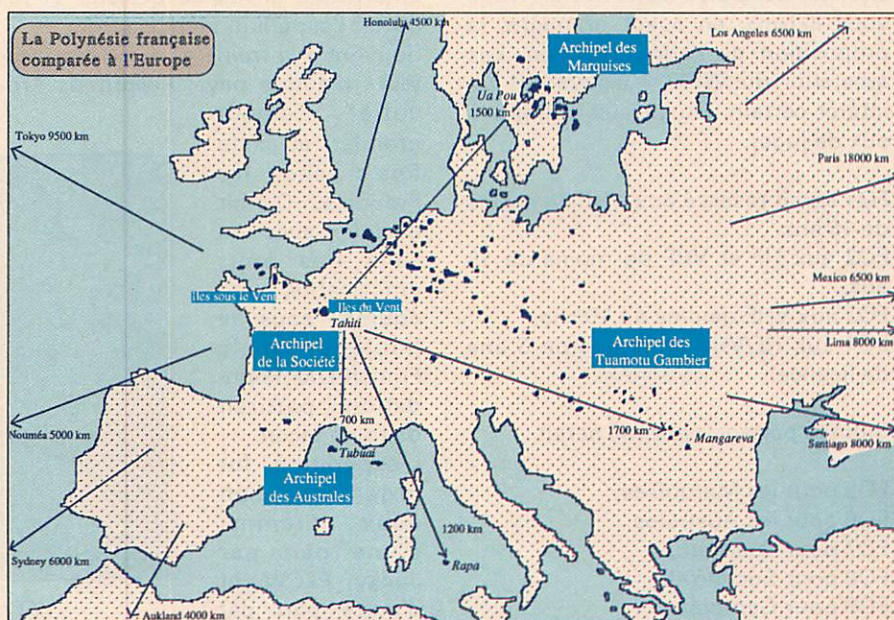 La Polynésie française
comparée à l'Europe
Honolulu 4500 km
Archipel des
Marquises
Los Angeles 6500 km
Ua Pou
1500 km
Tokyo 9500 km
Paris 18000 km
Mexico 6500 km
Iles sous le Vent
Iles du Vent
Tahiti
Archipel
de la Société
Archipel des
Tuamotu Gambier
Lima 8000 km
700 km
Nouméa 5000 km
1700 km
Mangareva
Santiago 8000 km
Tubuai
Archipel
des Australes
1200 km
Sydney 6000 km
Rapa
Aukland 4000 km